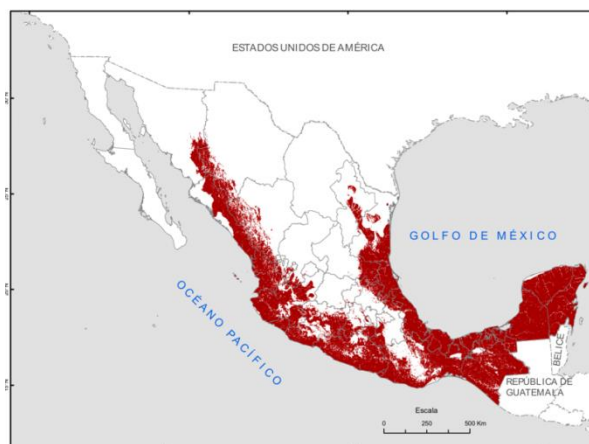 ESTADOS UNIDOS DE AMÉRICA
GOLFO DE MÉXICO
OCÉANO PACÍFICO
BELICE
REPÚBLICA DE
GUATEMALA
Escala
0 250 500 Km